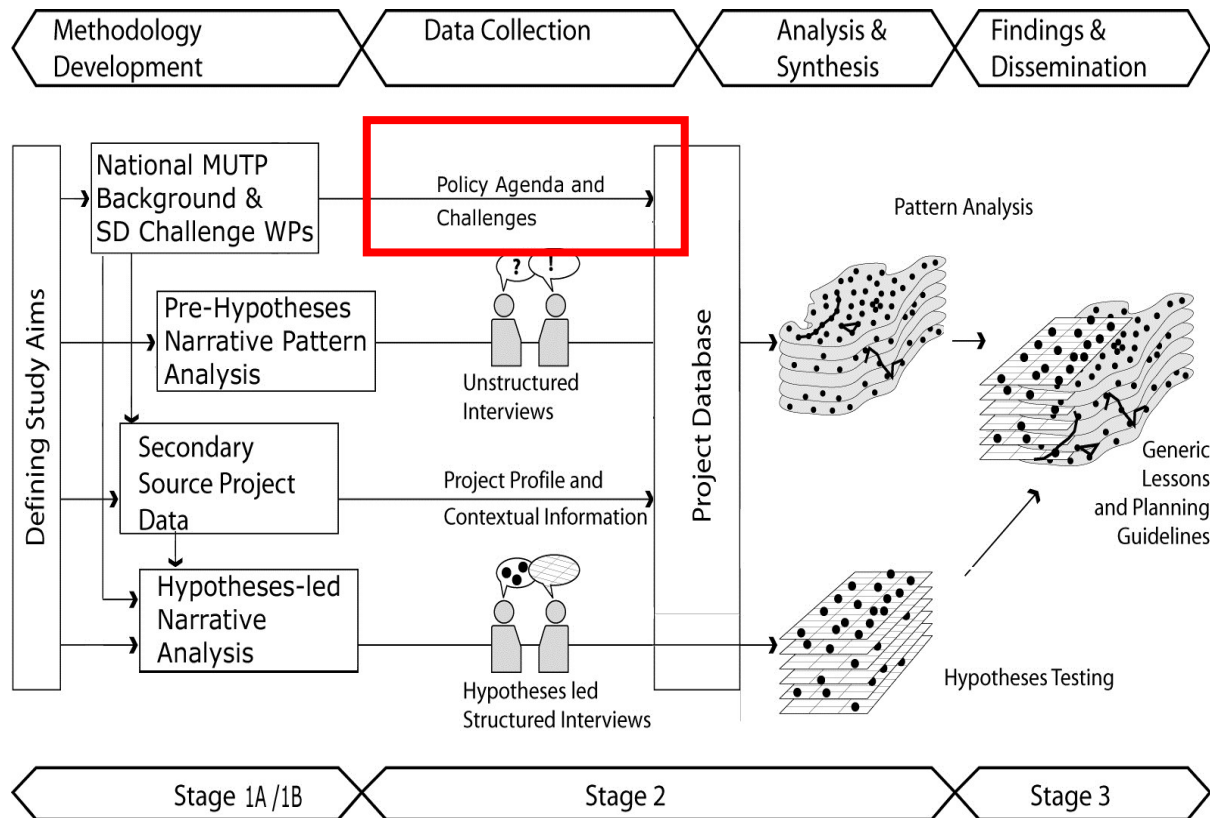 Methodology
Development
Data Collection
Analysis &
Synthesis
Findings &
Dissemination
Defining Study Aims
National MUTP
Background &
SD Challenge WPs
Policy Agenda and
Challenges
Pre-Hypotheses
Narrative Pattern
Analysis
?
!
Unstructured
Interviews
Secondary
Source Project
Data
Project Profile and
Contextual Information
Hypotheses-led
Narrative
Analysis
Hypotheses led
Structured Interviews
Project Database
Pattern Analysis
Generic
Lessons
and Planning
Guidelines
Hypotheses Testing
Stage 1A /1B
Stage 2
Stage 3